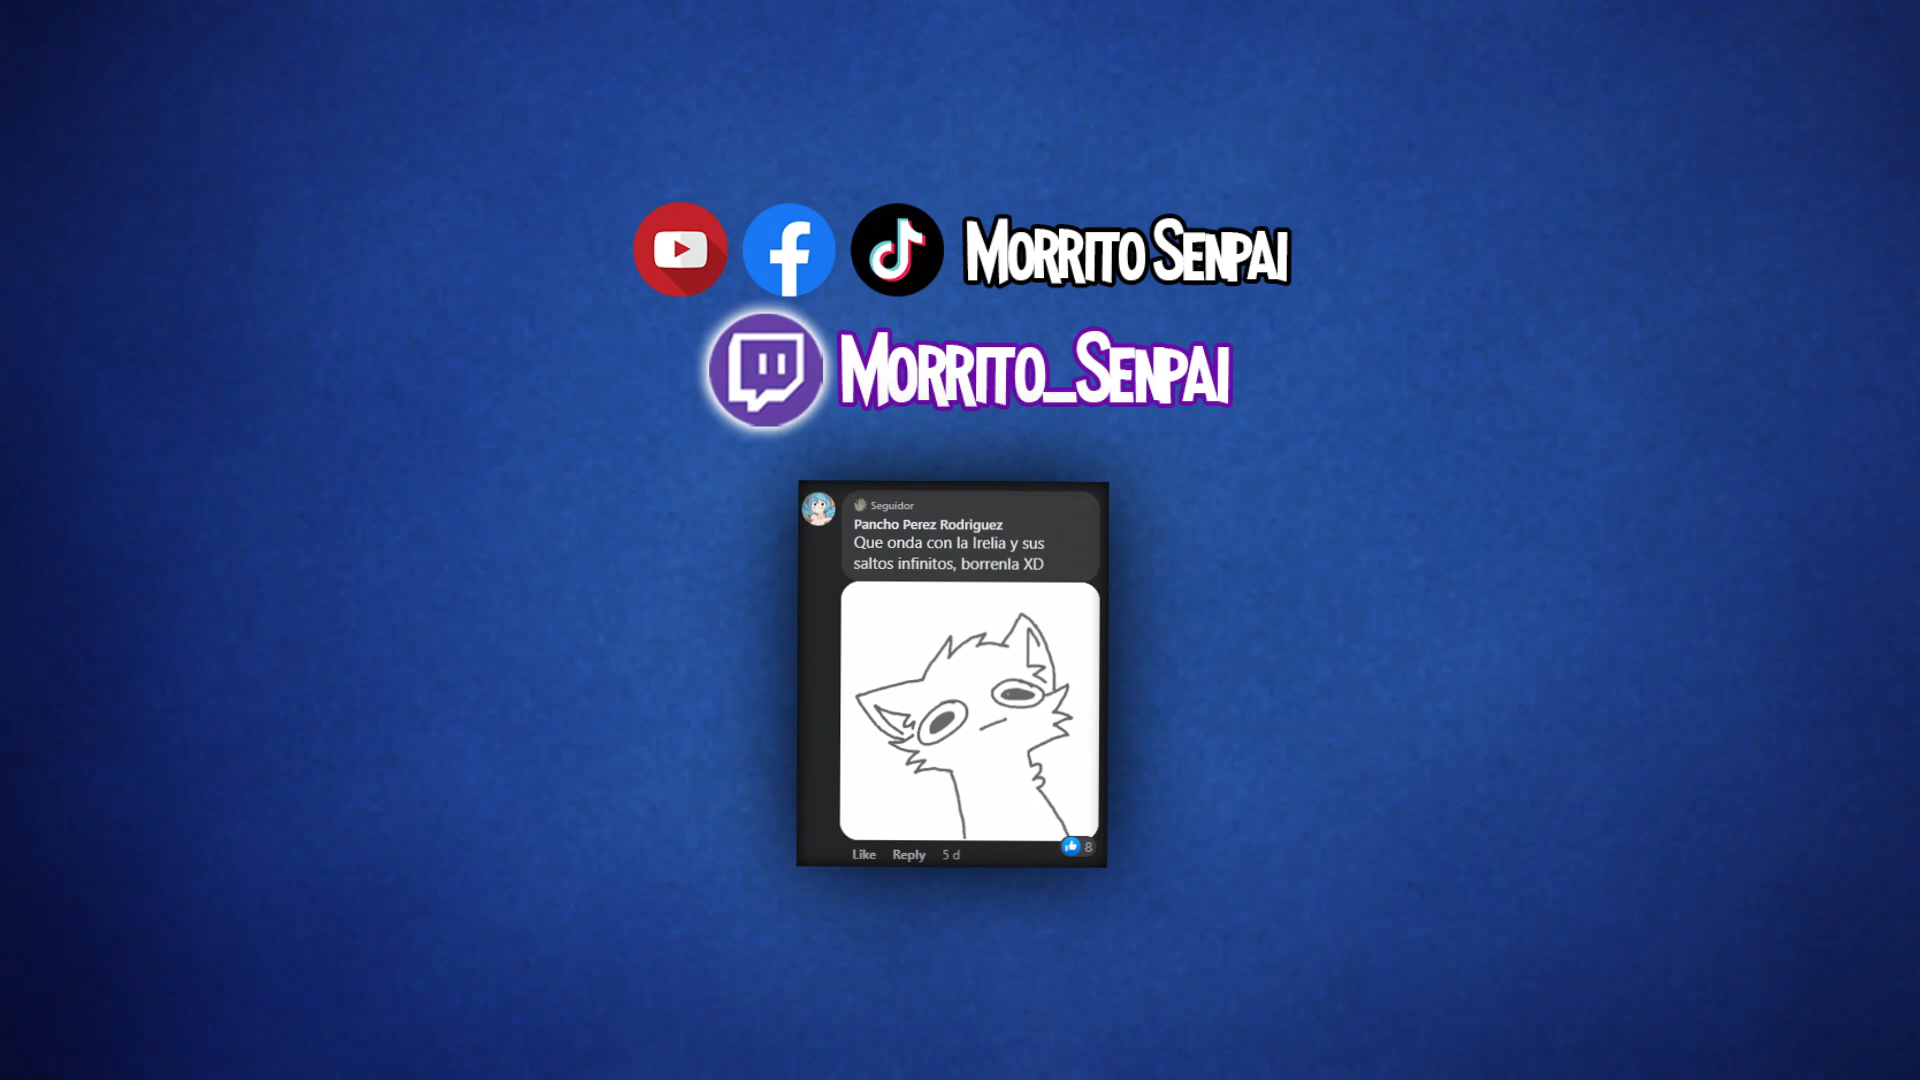 Morrito Senpai
Morrito_Senpai
Seguidor
Pancho Perez Rodriguez
Que onda con la Irelia y sus
saltos infinitos, borrenla XD
Like Reply 5 d
8